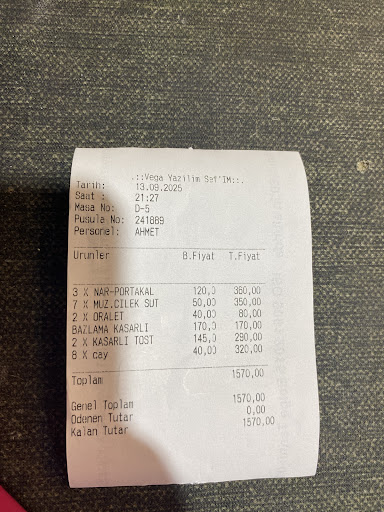 .::Vega Yazilim Sef'IM::.
Tarih: 13.09.2025
Saat : 21:27
Masa No: D-5
Pusula No: 241889
Personel: AHMET
Urunler B.Fiyat T.Fiyat
3 X NAR-PORTAKAL 120,0 360,00
7 X MUZ.CILEK SUT 50,00 350,00
2 X ORALET 40,00 80,00
BAZLAMA KASARLI 170,0 170,00
2 X KASARLI TOST 145,0 290,00
8 X cay 40,00 320,00
Toplam 1570,00
Genel Toplam 1570,00
Odenen Tutar 0,00
Kalan Tutar 1570,00